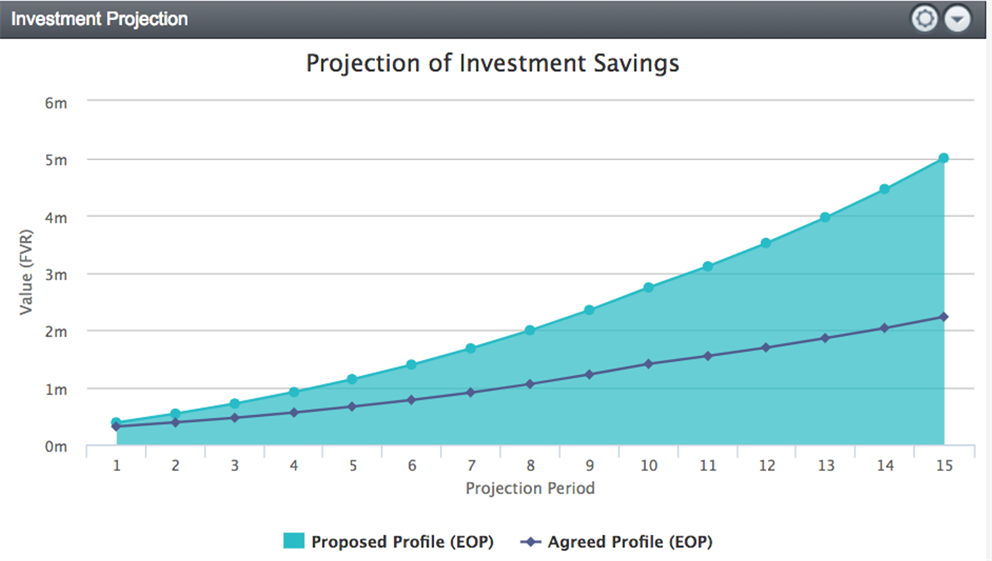 Investment Projection
Projection of Investment Savings
6m
5m
4m
3m
2m
1m
0m
Value (FVR)
1 2 3 4 5 6 7 8 9 10 11 12 13 14 15
Projection Period
Proposed Profile (EOP) Agreed Profile (EOP)